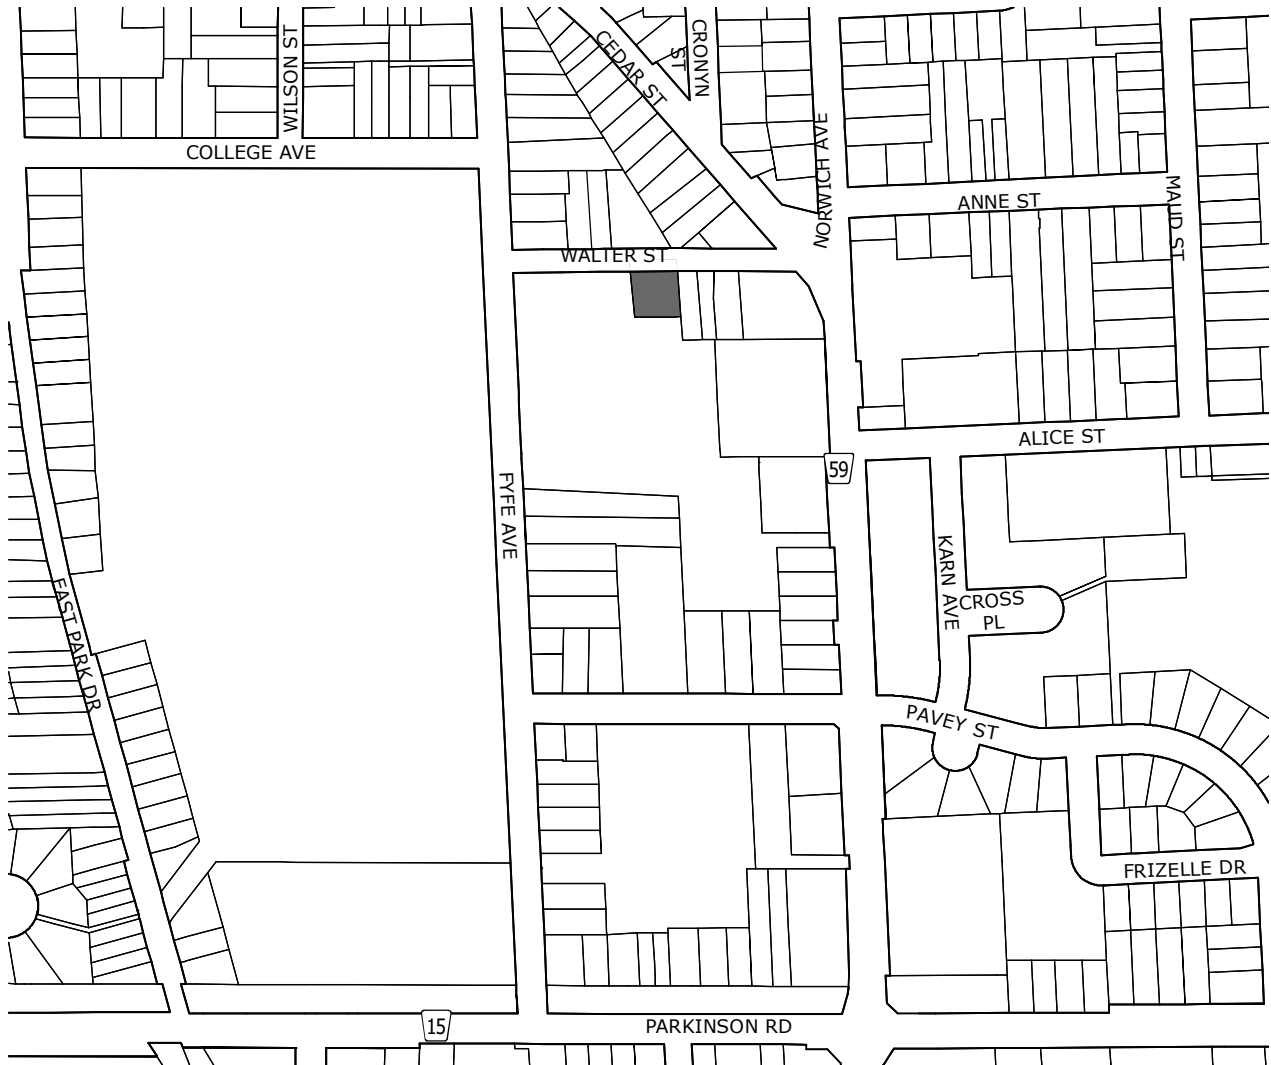 CRONYN
ST
CEDAR ST
WILSON ST
COLLEGE AVE
NORWICH AVE
MAUD ST
ANNE ST
WALTER ST
ALICE ST
59
FYFE AVE
KARN AVE
CROSS
PL
EAST PARK DR
PAVEY ST
FRIZELLE DR
15
PARKINSON RD